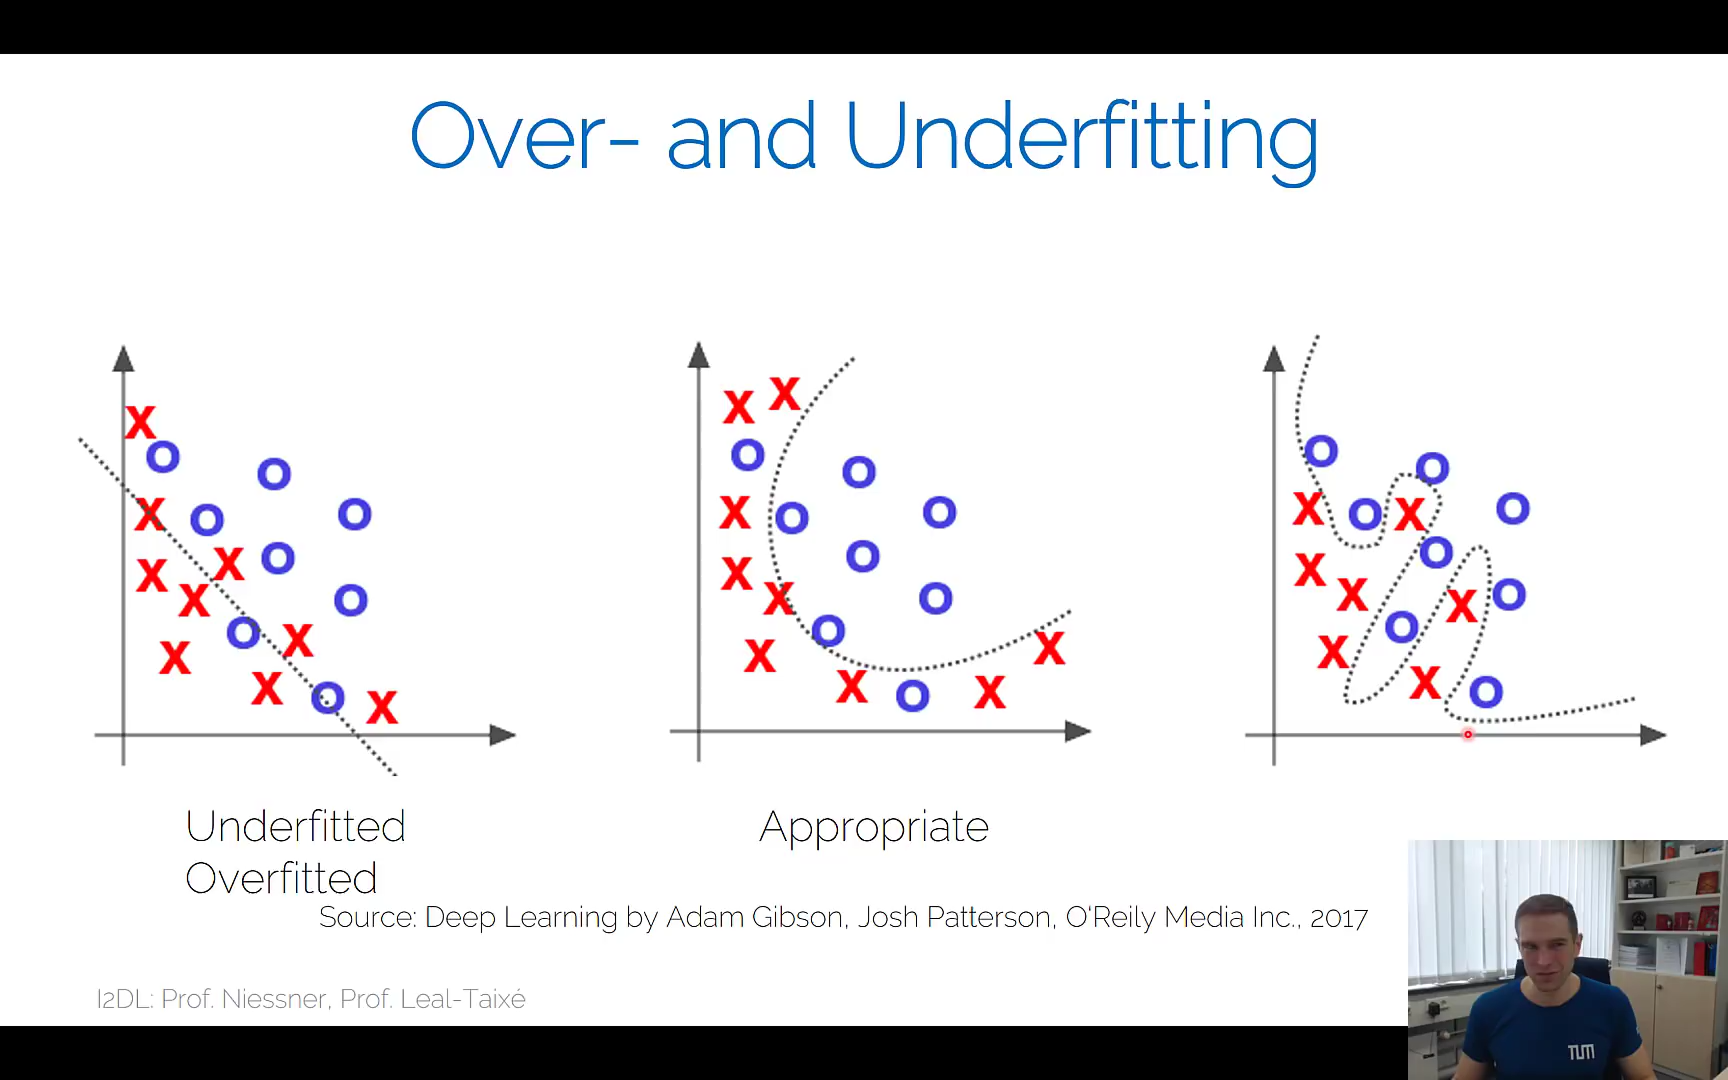 Over- and Underfitting
Underfitted
Overfitted
Appropriate
Source: Deep Learning by Adam Gibson, Josh Patterson, O'Reily Media Inc., 2017
I2DL: Prof. Niessner, Prof. Leal-Taixé
TUM